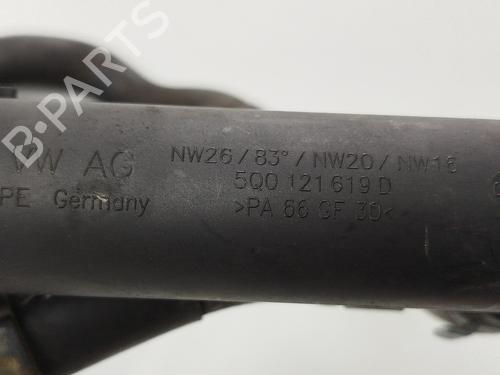 B-PARTS
VW AG
PE Germany
NW26/83°/NW20/NW16
5Q0 121 619 D
>PA 66 GF 30<